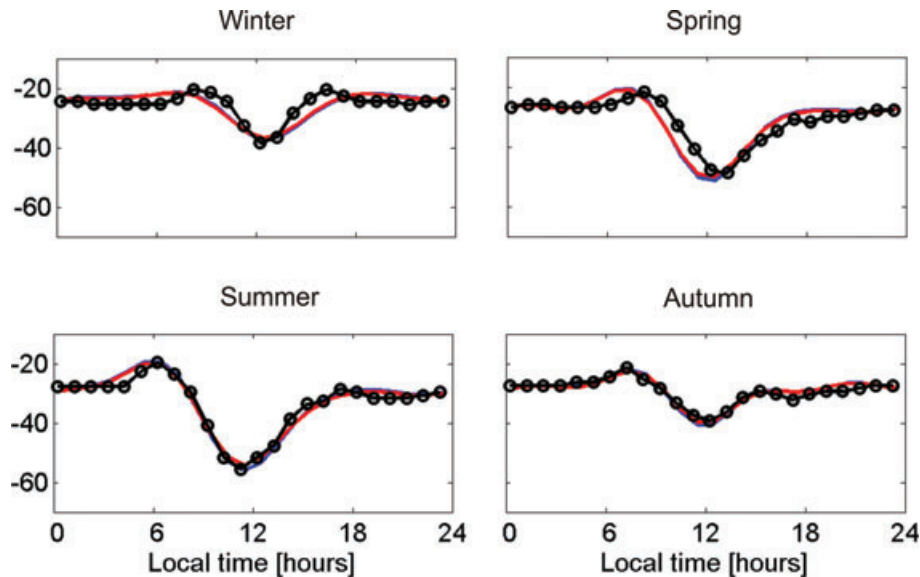 Winter
Spring
-20
-40
-60
Summer
Autumn
-20
-40
-60
0 6 12 18 24
0 6 12 18 24
Local time [hours]
Local time [hours]